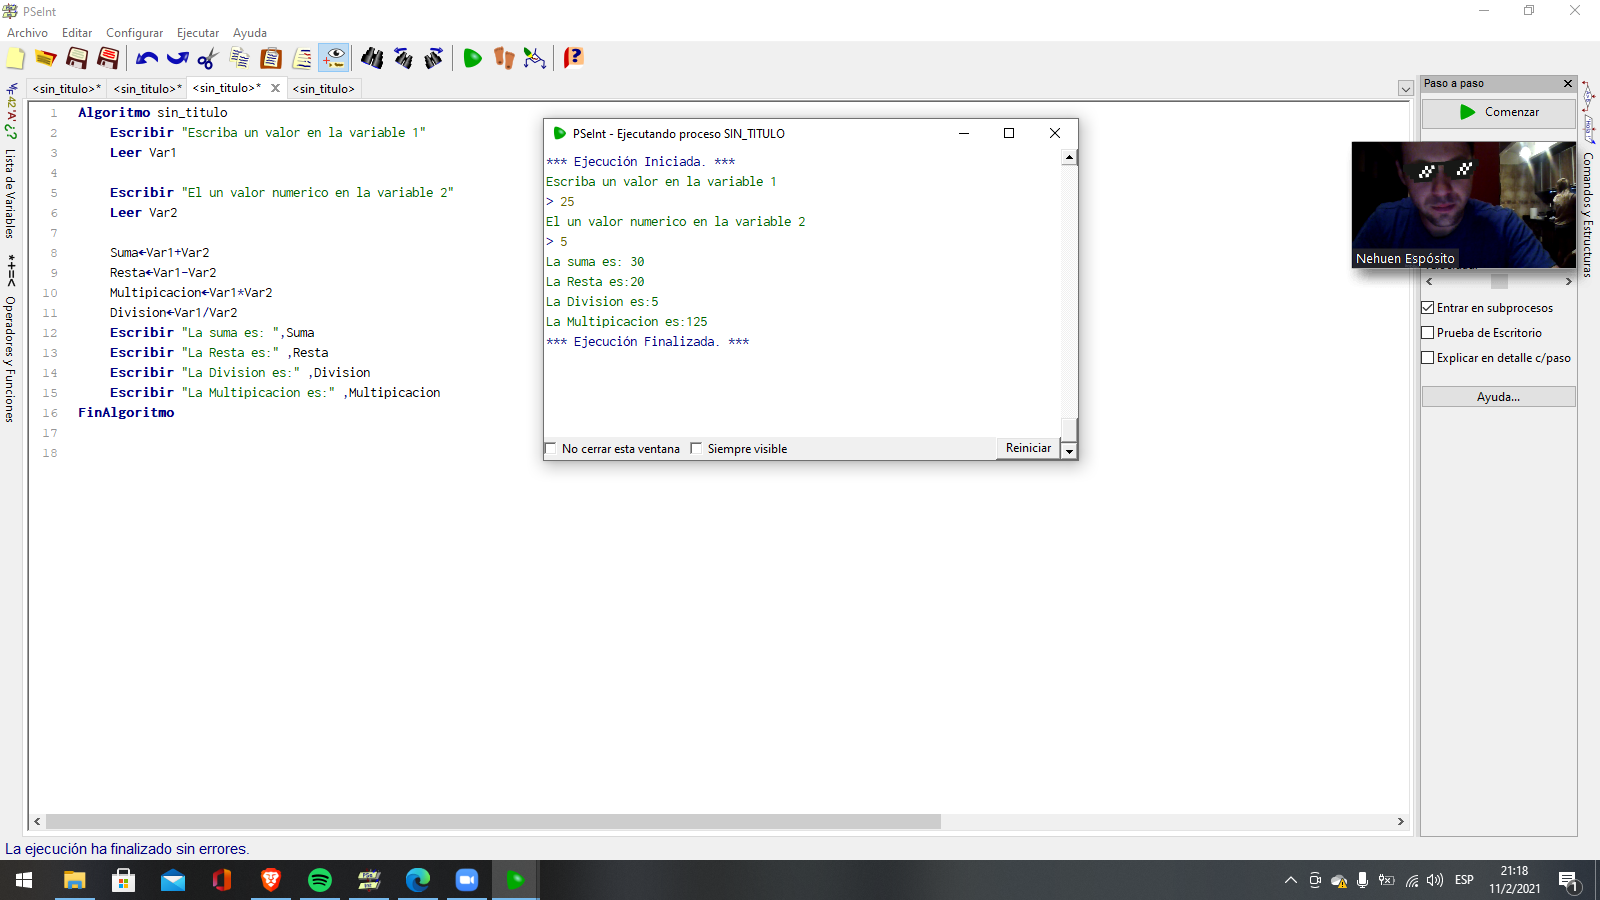 PSeInt
Archivo Editar Configurar Ejecutar Ayuda
<sin_titulo>* <sin_titulo>* <sin_titulo>* <sin_titulo>
1 Algoritmo sin_titulo
2 Escribir "Escriba un valor en la variable 1"
3 Leer Var1
4
5 Escribir "El un valor numerico en la variable 2"
6 Leer Var2
7
8 Suma←Var1+Var2
9 Resta←Var1-Var2
10 Multipicacion←Var1*Var2
11 Division←Var1/Var2
12 Escribir "La suma es: ",Suma
13 Escribir "La Resta es:" ,Resta
14 Escribir "La Division es:" ,Division
15 Escribir "La Multipicacion es:" ,Multipicacion
16 FinAlgoritmo
17
18
PSeInt - Ejecutando proceso SIN_TITULO
*** Ejecución Iniciada. ***
Escriba un valor en la variable 1
> 25
El un valor numerico en la variable 2
> 5
La suma es: 30
La Resta es:20
La Division es:5
La Multipicacion es:125
*** Ejecución Finalizada. ***
No cerrar esta ventana Siempre visible Reiniciar
Paso a paso
Comenzar
Nehuen Espósito
Entrar en subprocesos
Prueba de Escritorio
Explicar en detalle c/paso
Ayuda...
Lista de Variables
Operadores y Funciones
Comandos y Estructuras
La ejecución ha finalizado sin errores.
ESP
21:18
11/2/2021
1